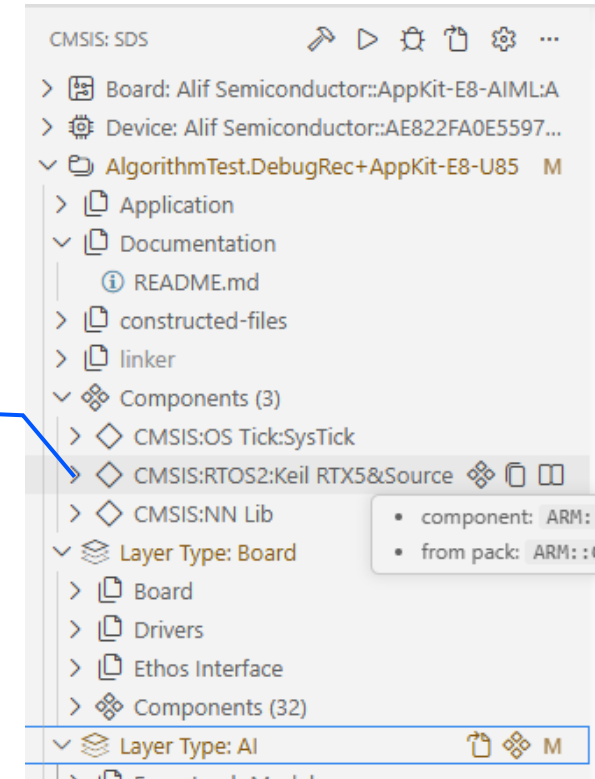 CMSIS: SDS
Board: Alif Semiconductor::AppKit-E8-AIML:A
Device: Alif Semiconductor::AE822FA0E5597...
AlgorithmTest.DebugRec+AppKit-E8-U85 M
Application
Documentation
README.md
constructed-files
linker
Components (3)
CMSIS:OS Tick:SysTick
CMSIS:RTOS2:Keil RTX5&Source
CMSIS:NN Lib
• component: ARM:
Layer Type: Board
• from pack: ARM::
Board
Drivers
Ethos Interface
Components (32)
Layer Type: AI M